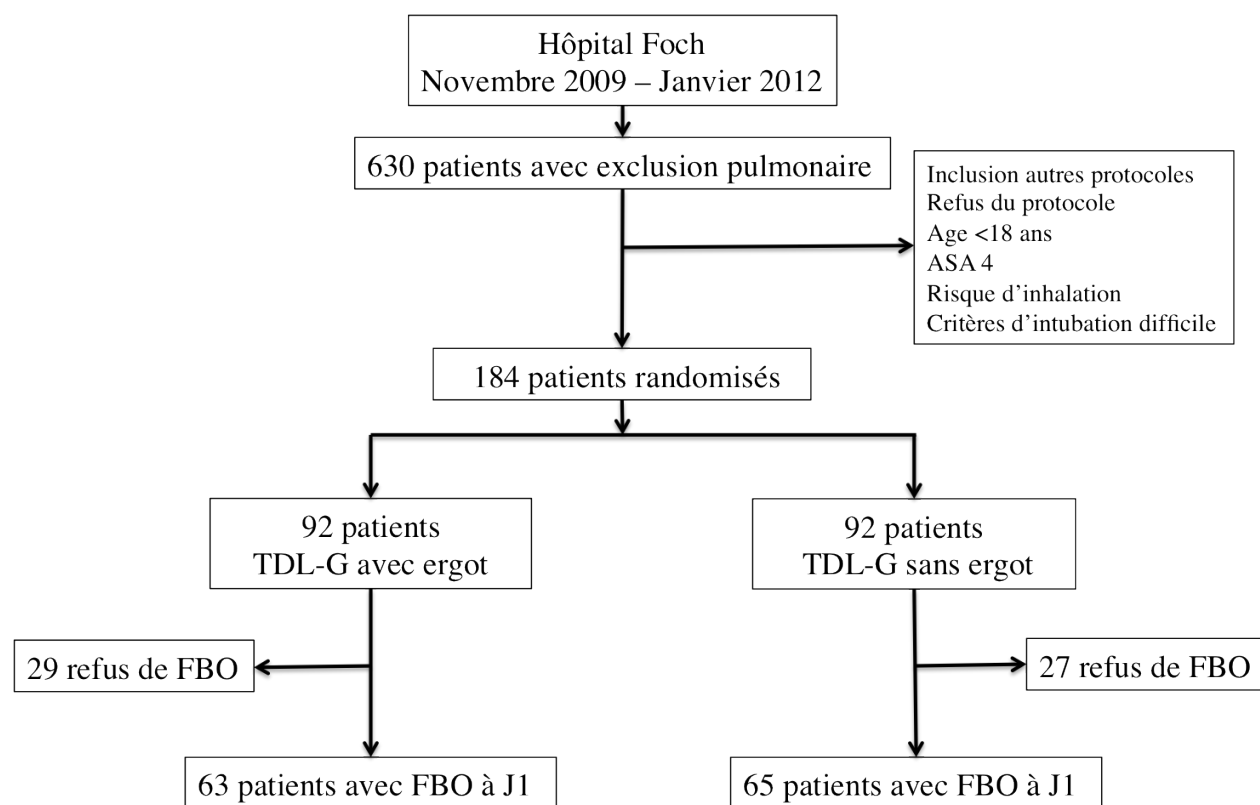 Hôpital Foch
Novembre 2009 – Janvier 2012
630 patients avec exclusion pulmonaire
Inclusion autres protocoles
Refus du protocole
Age <18 ans
ASA 4
Risque d’inhalation
Critères d’intubation difficile
184 patients randomisés
92 patients
TDL-G avec ergot
92 patients
TDL-G sans ergot
29 refus de FBO
27 refus de FBO
63 patients avec FBO à J1
65 patients avec FBO à J1